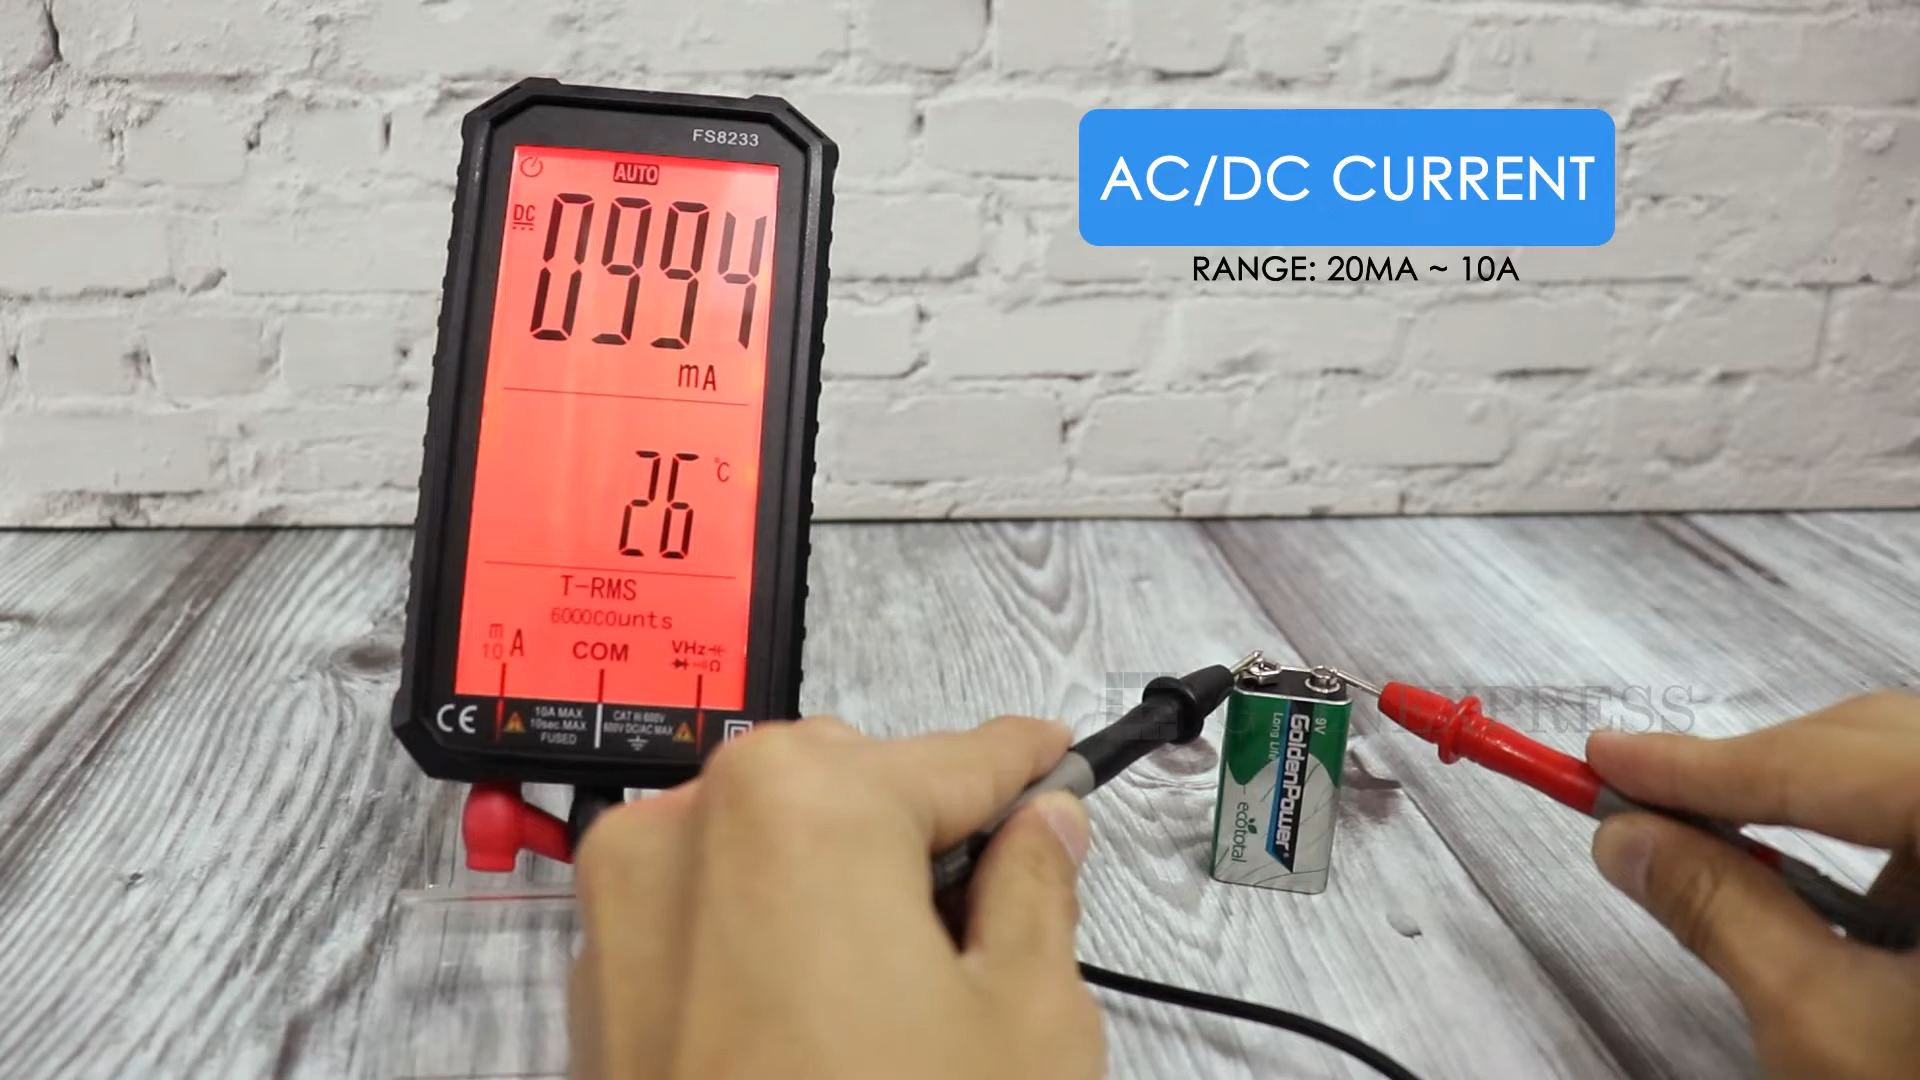 FS8233
AUTO
DC
0994
mA
26 °C
T-RMS
6000COunts
m
10 A
COM
VHz
Ω
CE
10A MAX
10sec. MAX
FUSED
CAT III 600V
600V DC/AC MAX
AC/DC CURRENT
RANGE: 20MA ~ 10A
9V
Long Life
GoldenPower
ecototal